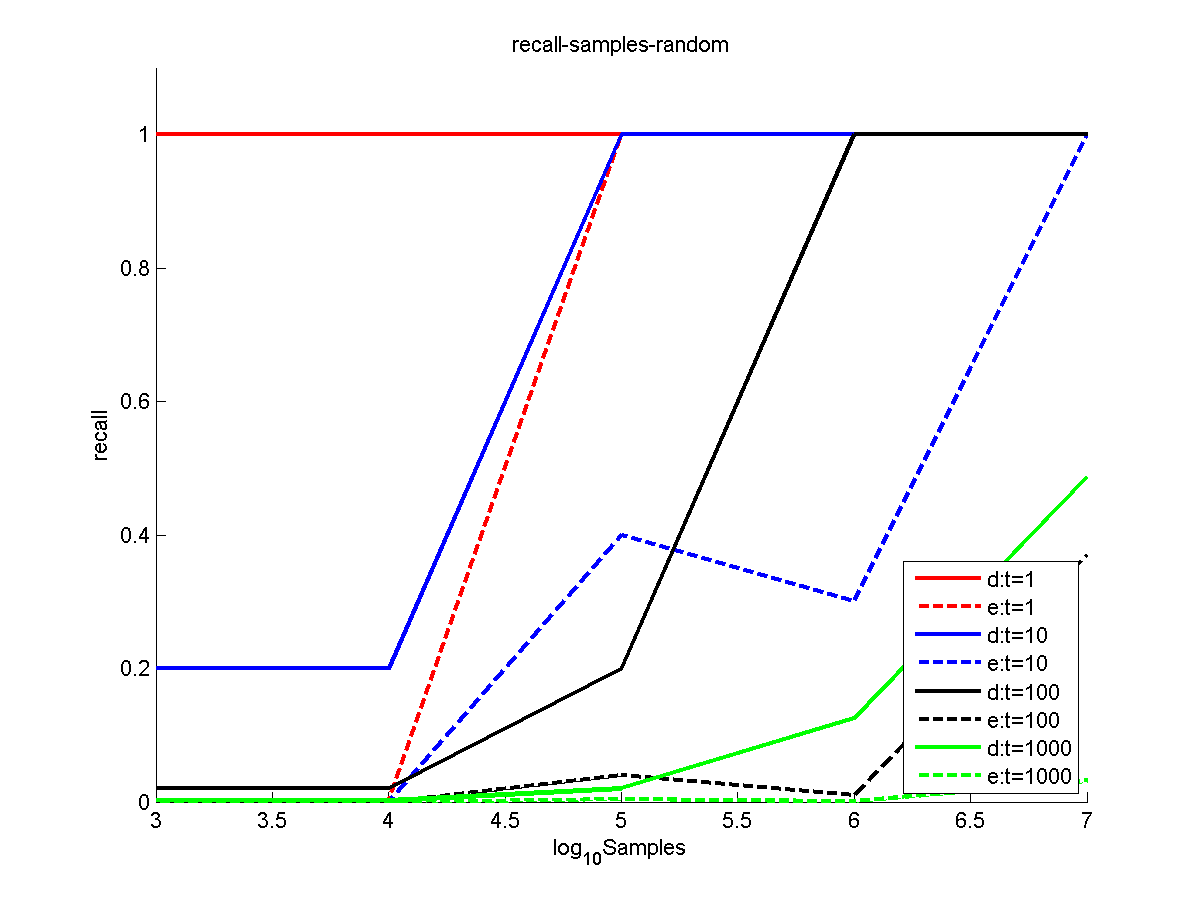 recall-samples-random
1
0.8
0.6
0.4
0.2
0
recall
3 3.5 4 4.5 5 5.5 6 6.5 7
log10Samples
d:t=1
e:t=1
d:t=10
e:t=10
d:t=100
e:t=100
d:t=1000
e:t=1000